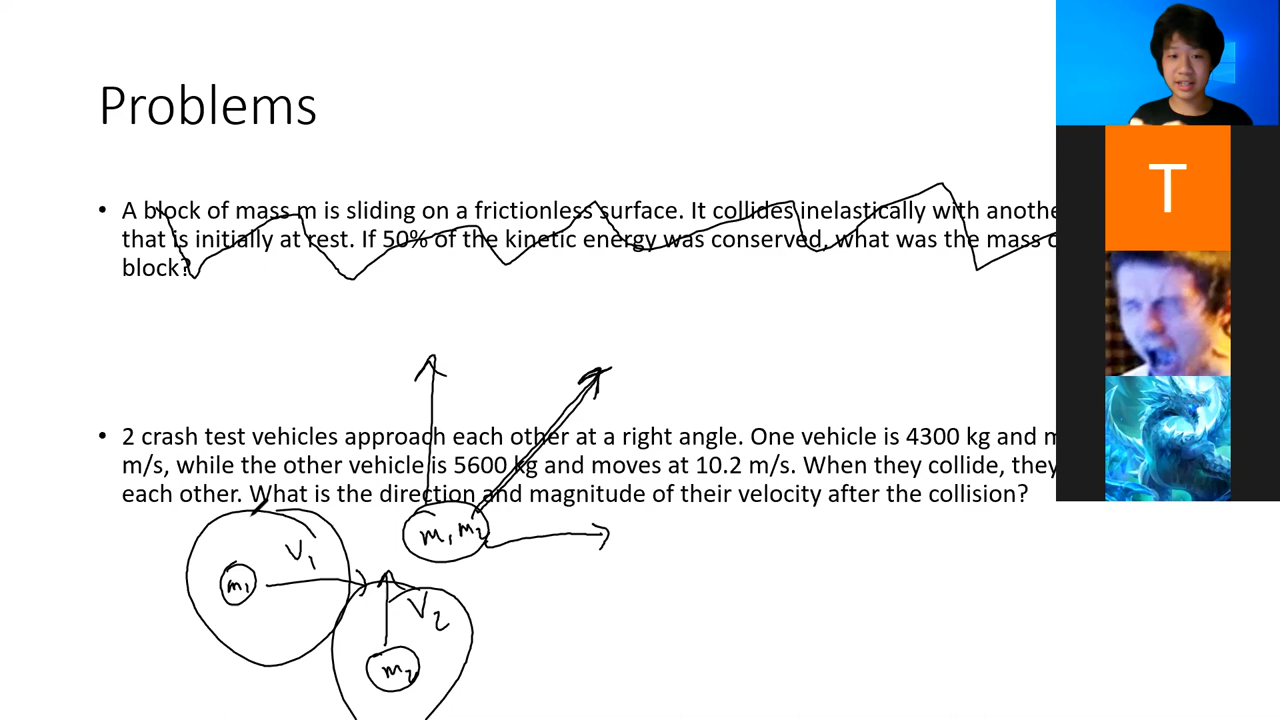 Problems
• A block of mass m is sliding on a frictionless surface. It collides inelastically with
that is initially at rest. If 50% of the kinetic energy was conserved, what was the mass
block?
• 2 crash test vehicles approach each other at a right angle. One vehicle is 4300 kg and
m/s, while the other vehicle is 5600 kg and moves at 10.2 m/s. When they collide, they
each other. What is the direction and magnitude of their velocity after the collision?
m₁ m₂
V₁
m₁
V₂
m₂
T